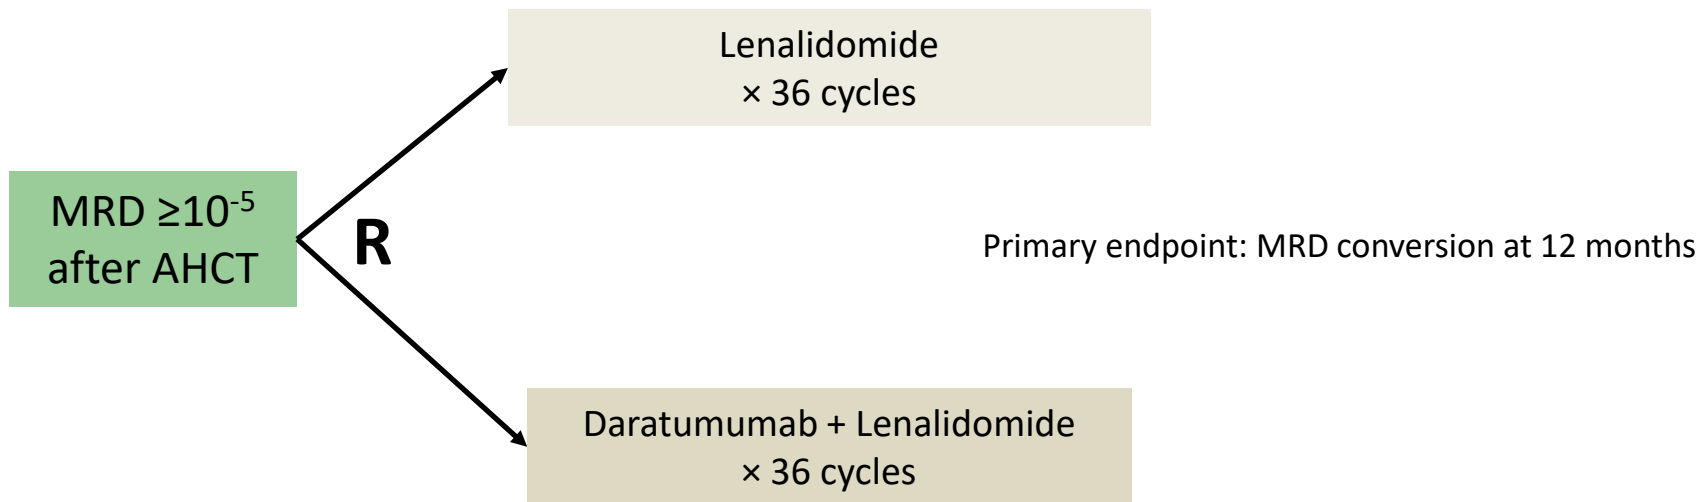 Lenalidomide
× 36 cycles
MRD ≥10⁻⁵
after AHCT
R
Primary endpoint: MRD conversion at 12 months
Daratumumab + Lenalidomide
× 36 cycles